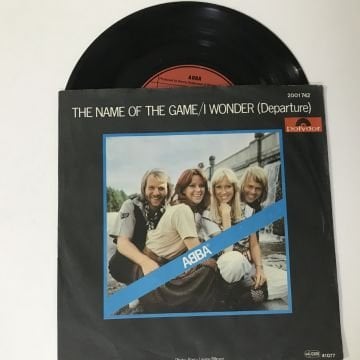 ABBA
2001 742
THE NAME OF THE GAME/I WONDER (Departure)
Polydor
ABBA